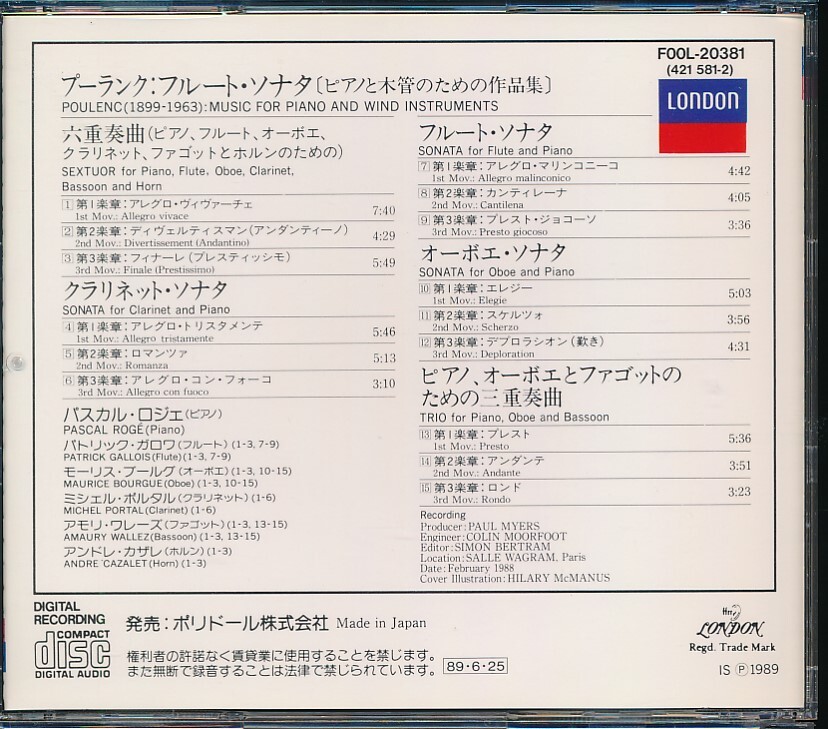 FOOL-20381
(421 581-2)
LONDON
プーランク:フルート・ソナタ〔ピアノと木管のための作品集〕
POULENC(1899-1963):MUSIC FOR PIANO AND WIND INSTRUMENTS
六重奏曲(ピアノ、フルート、オーボエ、
クラリネット、ファゴットとホルンのための)
SEXTUOR for Piano, Flute, Oboe, Clarinet,
Bassoon and Horn
1 第1楽章:アレグロ・ヴィヴァーチェ
1st Mov.: Allegro vivace 7:40
2 第2楽章:ディヴェルティスマン(アンダンティーノ)
2nd Mov.: Divertissement (Andantino) 4:29
3 第3楽章:フィナーレ(プレスティッシモ)
3rd Mov.: Finale (Prestissimo) 5:49
クラリネット・ソナタ
SONATA for Clarinet and Piano
4 第1楽章:アレグロ・トリスタメンテ
1st Mov.: Allegro tristamente 5:46
5 第2楽章:ロマンツァ
2nd Mov.: Romanza 5:13
6 第3楽章:アレグロ・コン・フォーコ
3rd Mov.: Allegro con fuoco 3:10
パスカル・ロジェ(ピアノ)
PASCAL ROGÉ(Piano)
パトリック・ガロワ(フルート)(1-3, 7-9)
PATRICK GALLOIS(Flute)(1-3, 7-9)
モーリス・ブールグ(オーボエ)(1-3, 10-15)
MAURICE BOURGUE(Oboe)(1-3, 10-15)
ミシェル・ポルタル(クラリネット)(1-6)
MICHEL PORTAL(Clarinet)(1-6)
アモリ・ワレーズ(ファゴット)(1-3, 13-15)
AMAURY WALLEZ(Bassoon)(1-3, 13-15)
アンドレ・カザレ(ホルン)(1-3)
ANDRE CAZALET(Horn)(1-3)
フルート・ソナタ
SONATA for Flute and Piano
7 第1楽章:アレグロ・マリンコニーコ
1st Mov.: Allegro malinconico 4:42
8 第2楽章:カンティレーナ
2nd Mov.: Cantilena 4:05
9 第3楽章:プレスト・ジョコーソ
3rd Mov.: Presto giocoso 3:36
オーボエ・ソナタ
SONATA for Oboe and Piano
10 第1楽章:エレジー
1st Mov.: Elegie 5:03
11 第2楽章:スケルツォ
2nd Mov.: Scherzo 3:56
12 第3楽章:デプロラシオン(歎き)
3rd Mov.: Deploration 4:31
ピアノ、オーボエとファゴットの
ための三重奏曲
TRIO for Piano, Oboe and Bassoon
13 第1楽章:プレスト
1st Mov.: Presto 5:36
14 第2楽章:アンダンテ
2nd Mov.: Andante 3:51
15 第3楽章:ロンド
3rd Mov.: Rondo 3:23
Recording
Producer:PAUL MYERS
Engineer:COLIN MOORFOOT
Editor:SIMON BERTRAM
Location:SALLE WAGRAM, Paris
Date:February 1988
Cover Illustration:HILARY McMANUS
DIGITAL
RECORDING
COMPACT
disc
DIGITAL AUDIO
発売:ポリドール株式会社 Made in Japan
権利者の許諾なく賃貸業に使用することを禁じます。
また無断で録音することは法律で禁じられています。 89・6・25
LONDON
Regd. Trade Mark
IS Ⓟ1989